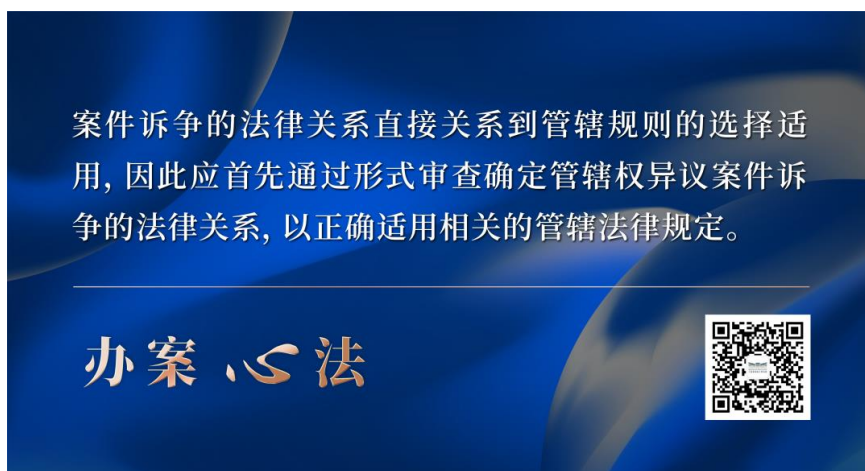 案件诉争的法律关系直接关系到管辖规则的选择适
用，因此应首先通过形式审查确定管辖权异议案件诉
争的法律关系，以正确适用相关的管辖法律规定。
办案心法